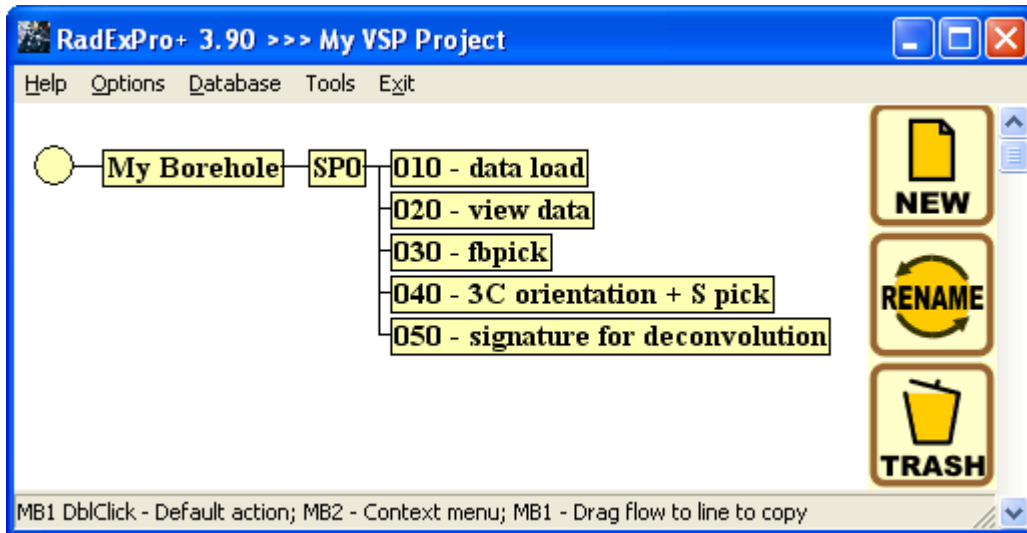 RadExPro+ 3.90 >>> My VSP Project
Help Options Database Tools Exit
My Borehole SP0 010 - data load
020 - view data
030 - fbpick
040 - 3C orientation + S pick
050 - signature for deconvolution
NEW
RENAME
TRASH
MB1 DblClick - Default action; MB2 - Context menu; MB1 - Drag flow to line to copy